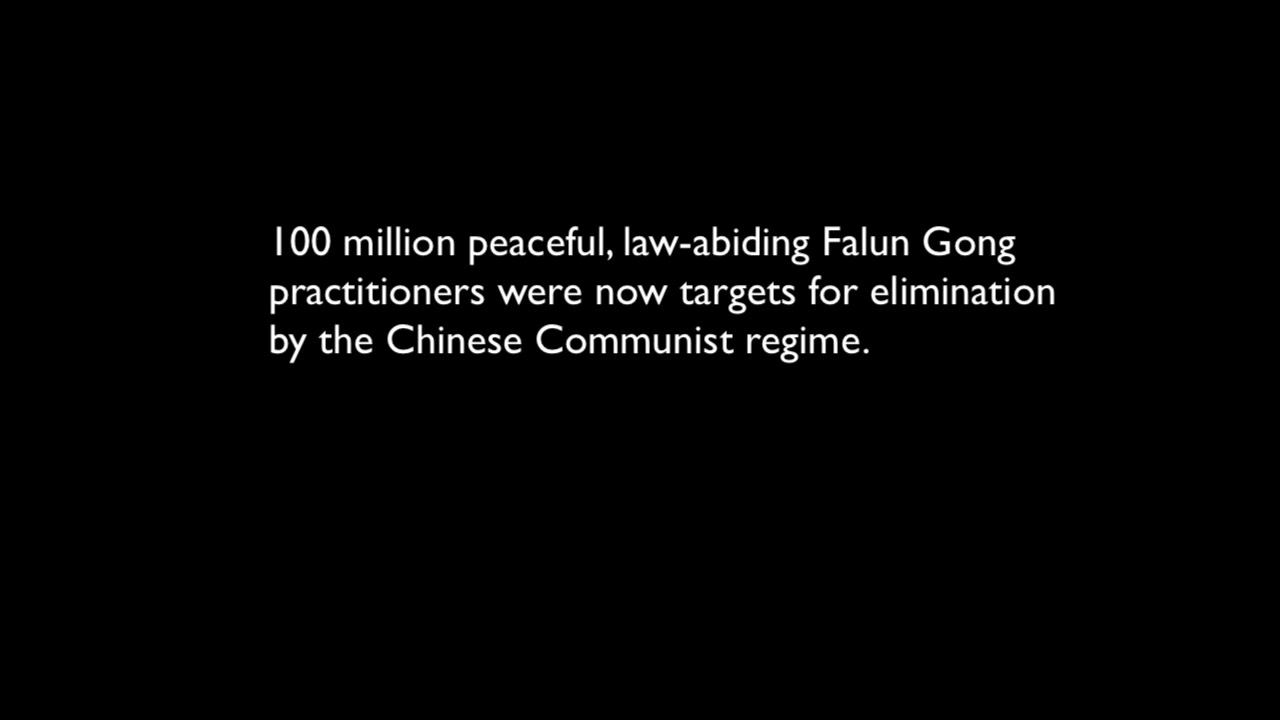 100 million peaceful, law-abiding Falun Gong
practitioners were now targets for elimination
by the Chinese Communist regime.